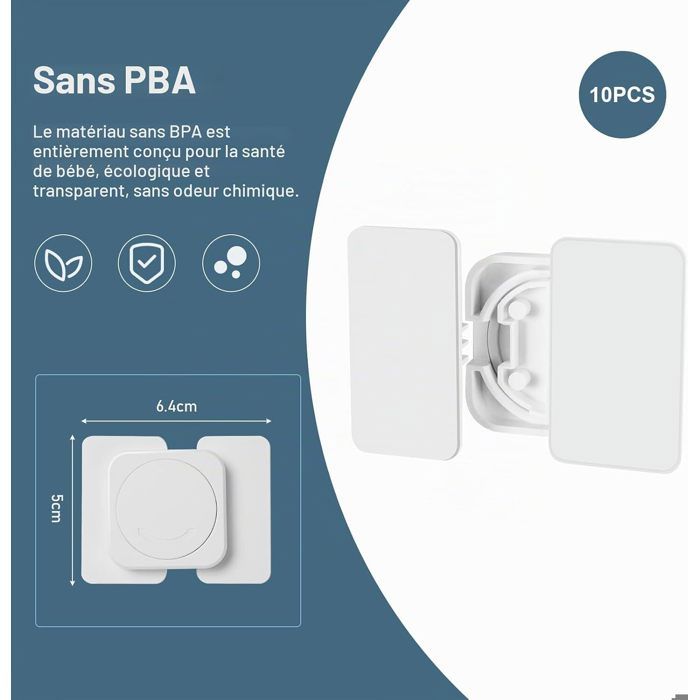 Sans PBA
10PCS
Le matériau sans BPA est
entièrement conçu pour la santé
de bébé, écologique et
transparent, sans odeur chimique.
6.4cm
5cm